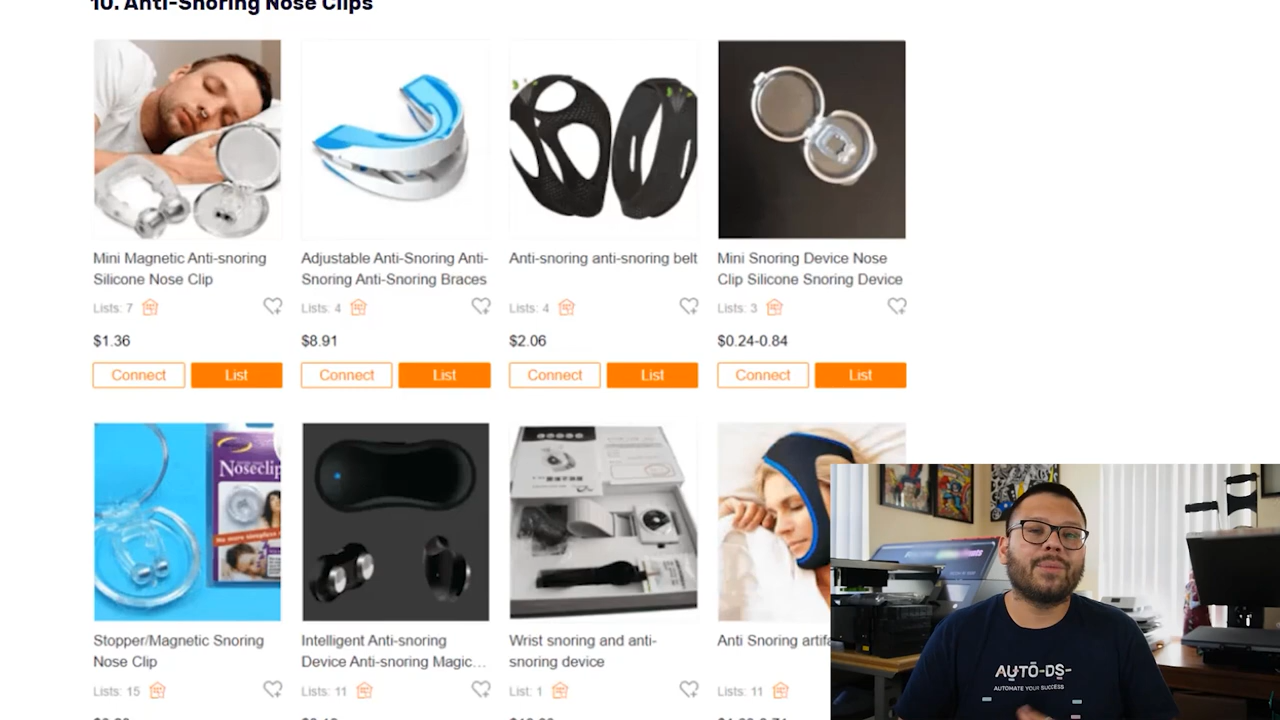 10. Anti-Snoring Nose Clips
Mini Magnetic Anti-snoring
Silicone Nose Clip
Lists: 7
$1.36
Connect
List
Adjustable Anti-Snoring Anti-
Snoring Anti-Snoring Braces
Lists: 4
$8.91
Connect
List
Anti-snoring anti-snoring belt
Lists: 4
$2.06
Connect
List
Mini Snoring Device Nose
Clip Silicone Snoring Device
Lists: 3
$0.24-0.84
Connect
List
Noseclip
Stopper/Magnetic Snoring
Nose Clip
Lists: 15
Intelligent Anti-snoring
Device Anti-snoring Magic...
Lists: 11
Wrist snoring and anti-
snoring device
List: 1
Anti Snoring artifa
Lists: 11
AUTO-DS-
AUTOMATE YOUR SUCCESS